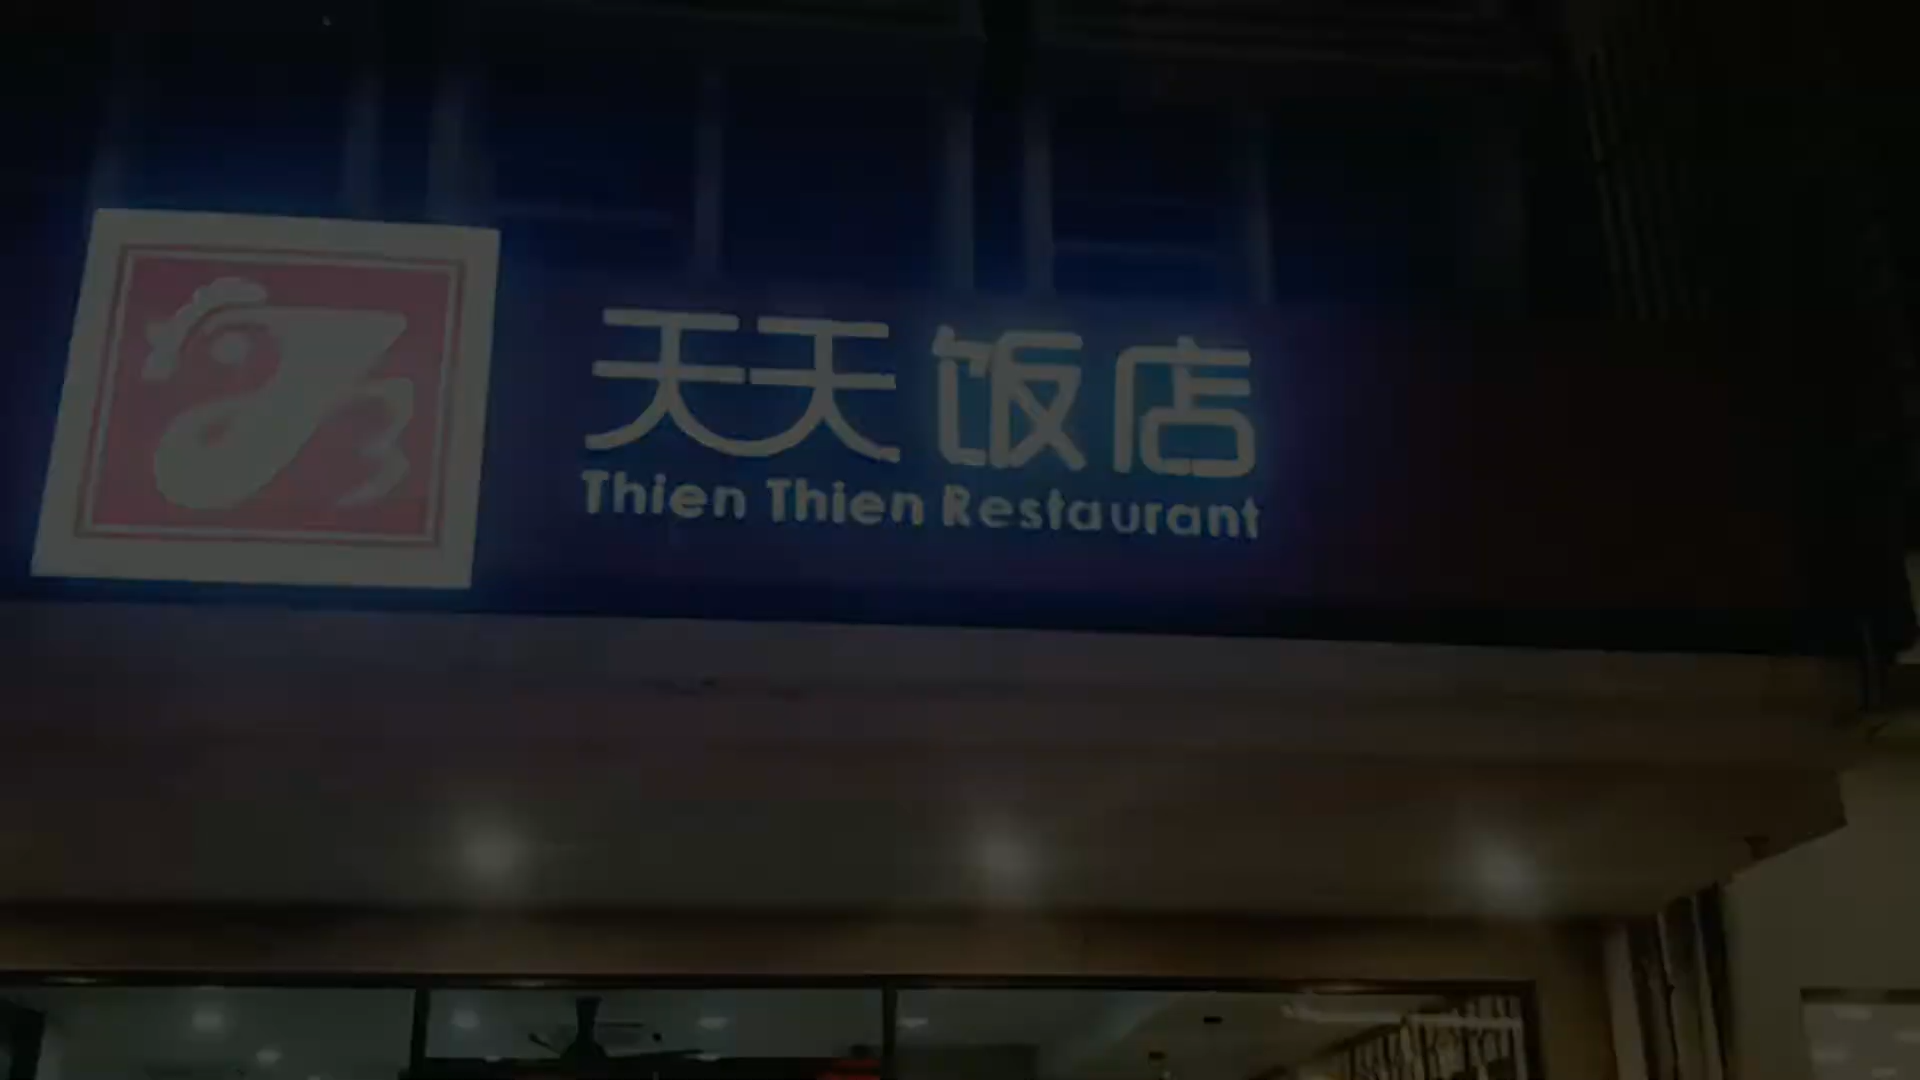 天天饭店
Thien Thien Restaurant